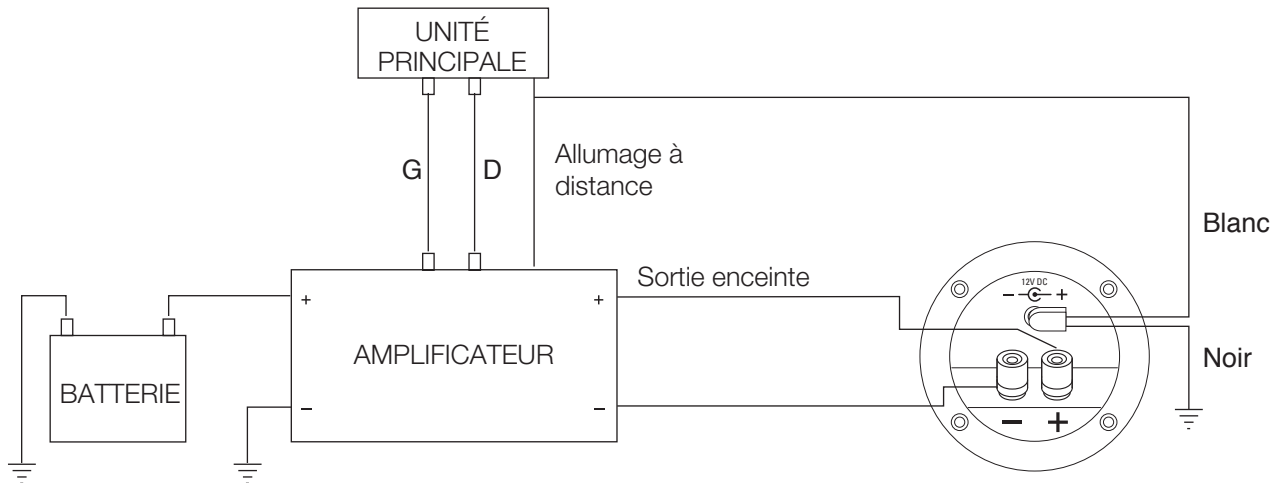 UNITÉ
PRINCIPALE
G
D
Allumage à
distance
Blanc
Sortie enceinte
12V DC
− +
+
+
AMPLIFICATEUR
BATTERIE
Noir
−
−
− +